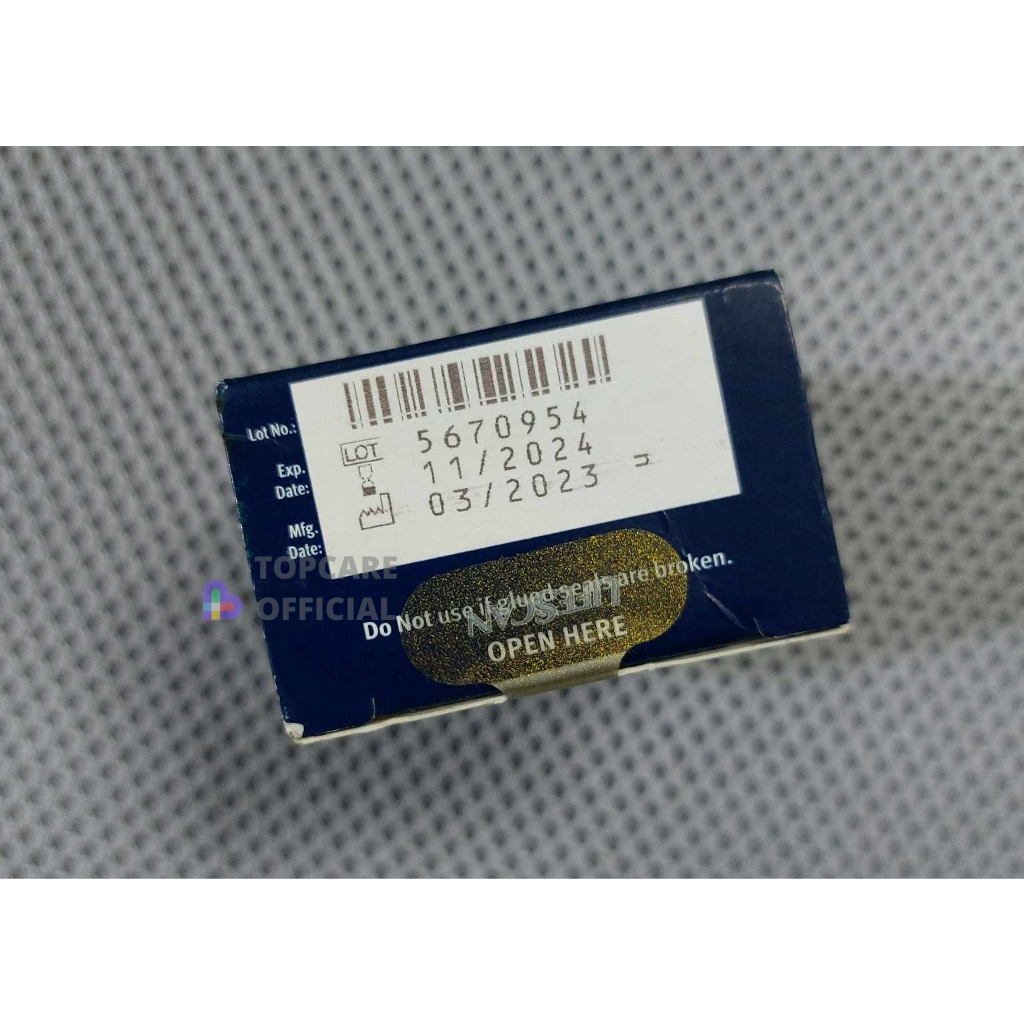 Lot No.:
LOT 5670954
Exp. Date: 11/2024
Mfg. Date: 03/2023
TOPCARE
OFFICIAL
Do Not use if glued seals are broken.
LIFESCAN
OPEN HERE